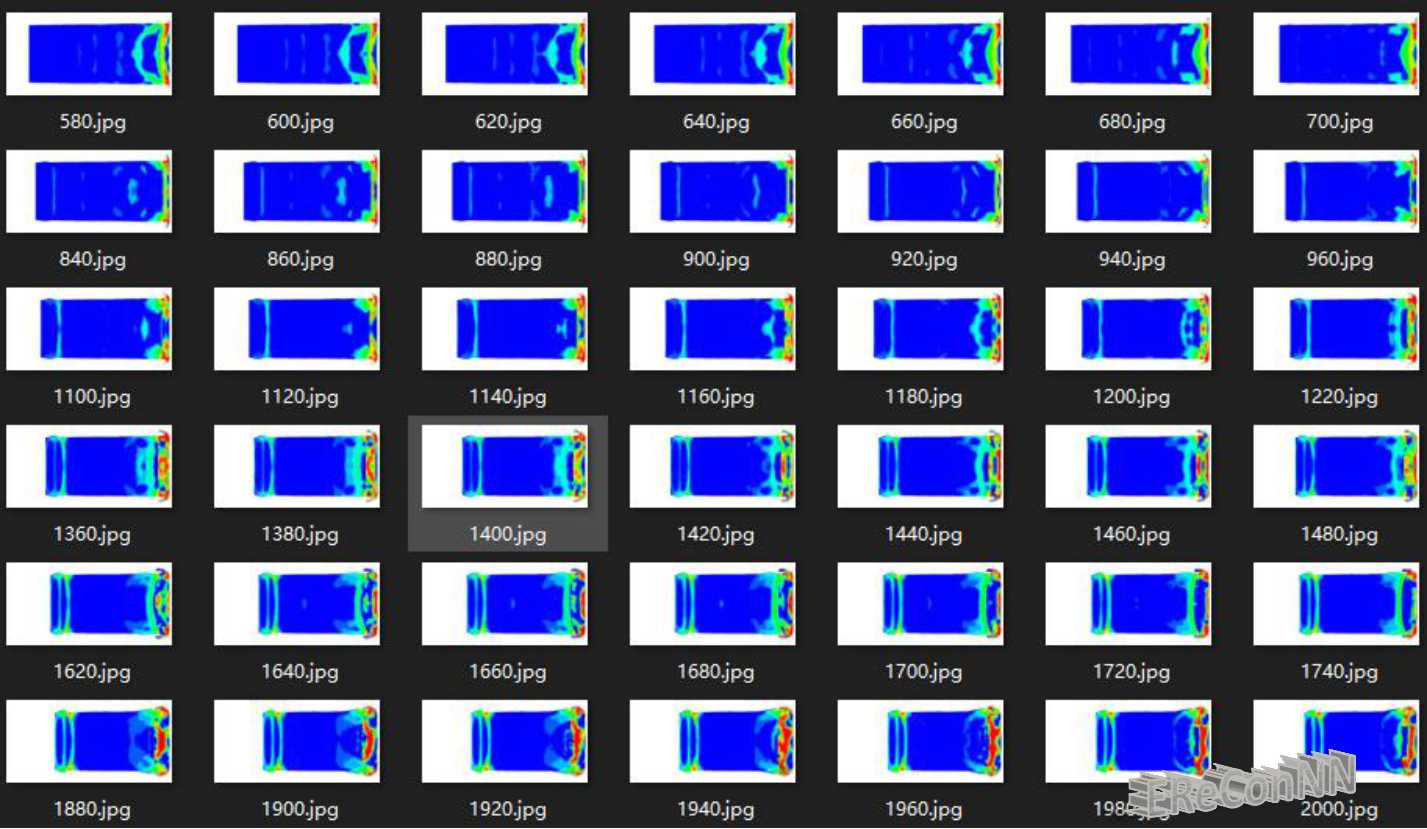 580.jpg 600.jpg 620.jpg 640.jpg 660.jpg 680.jpg 700.jpg
840.jpg 860.jpg 880.jpg 900.jpg 920.jpg 940.jpg 960.jpg
1100.jpg 1120.jpg 1140.jpg 1160.jpg 1180.jpg 1200.jpg 1220.jpg
1360.jpg 1380.jpg 1400.jpg 1420.jpg 1440.jpg 1460.jpg 1480.jpg
1620.jpg 1640.jpg 1660.jpg 1680.jpg 1700.jpg 1720.jpg 1740.jpg
EReConNN
1880.jpg 1900.jpg 1920.jpg 1940.jpg 1960.jpg 1980.jpg 2000.jpg